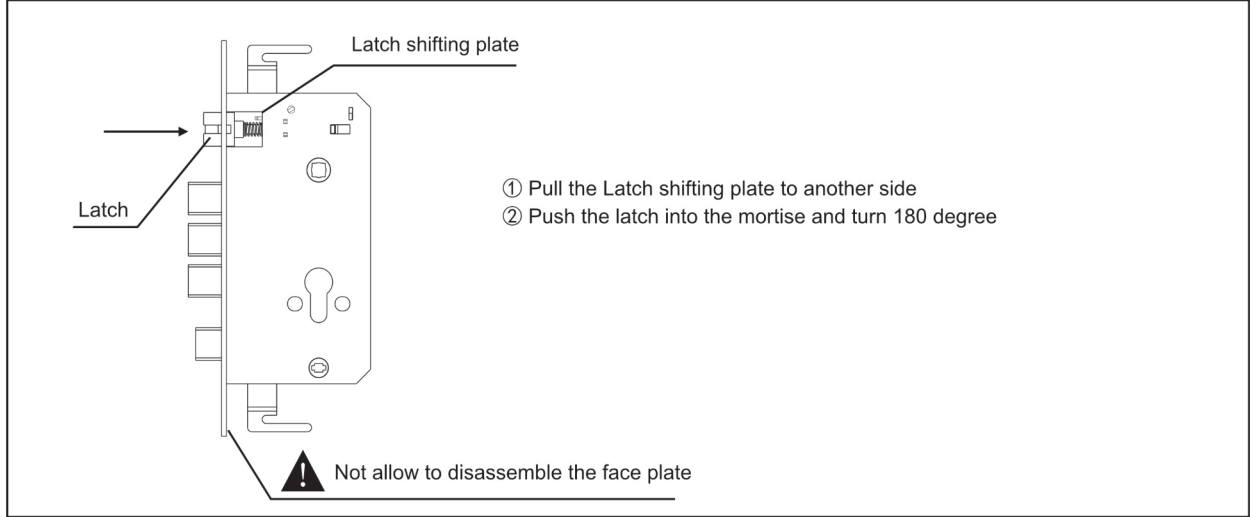 Latch shifting plate
Latch
① Pull the Latch shifting plate to another side
② Push the latch into the mortise and turn 180 degree
Not allow to disassemble the face plate